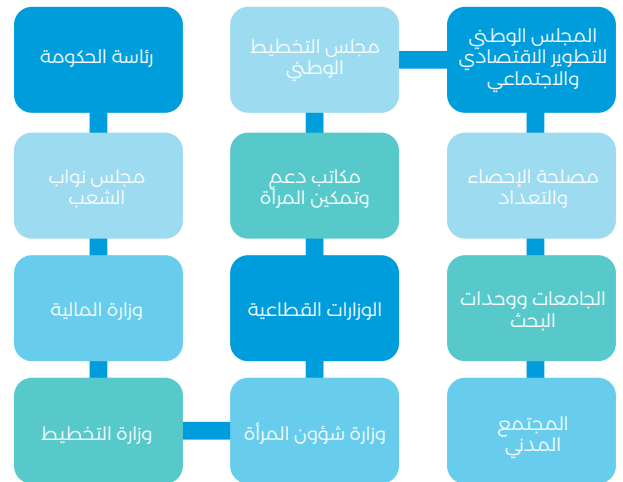 المجلس الوطني
للتطوير الاقتصادي
والاجتماعي
مجلس التخطيط
الوطني
رئاسة الحكومة
مصلحة الإحصاء
والتعداد
مكاتب دعم
وتمكين المرأة
مجلس نواب
الشعب
الجامعات ووحدات
البحث
الوزارات القطاعية
وزارة المالية
المجتمع
المدني
وزارة شؤون المرأة
وزارة التخطيط